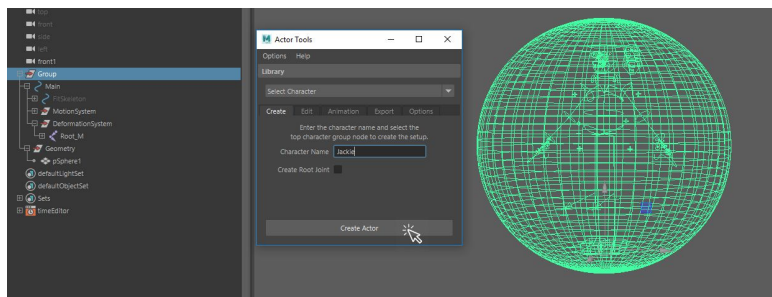 top
front
side
left
front1
Group
Main
FitSkeleton
MotionSystem
DeformationSystem
Root_M
Geometry
pSphere1
defaultLightSet
defaultObjectSet
Sets
timeEditor
Actor Tools
Options Help
Library
Select Character
Create Edit Animation Export Options
Enter the character name and select the
top character group node to create the setup.
Character Name Jackie
Create Root Joint
Create Actor